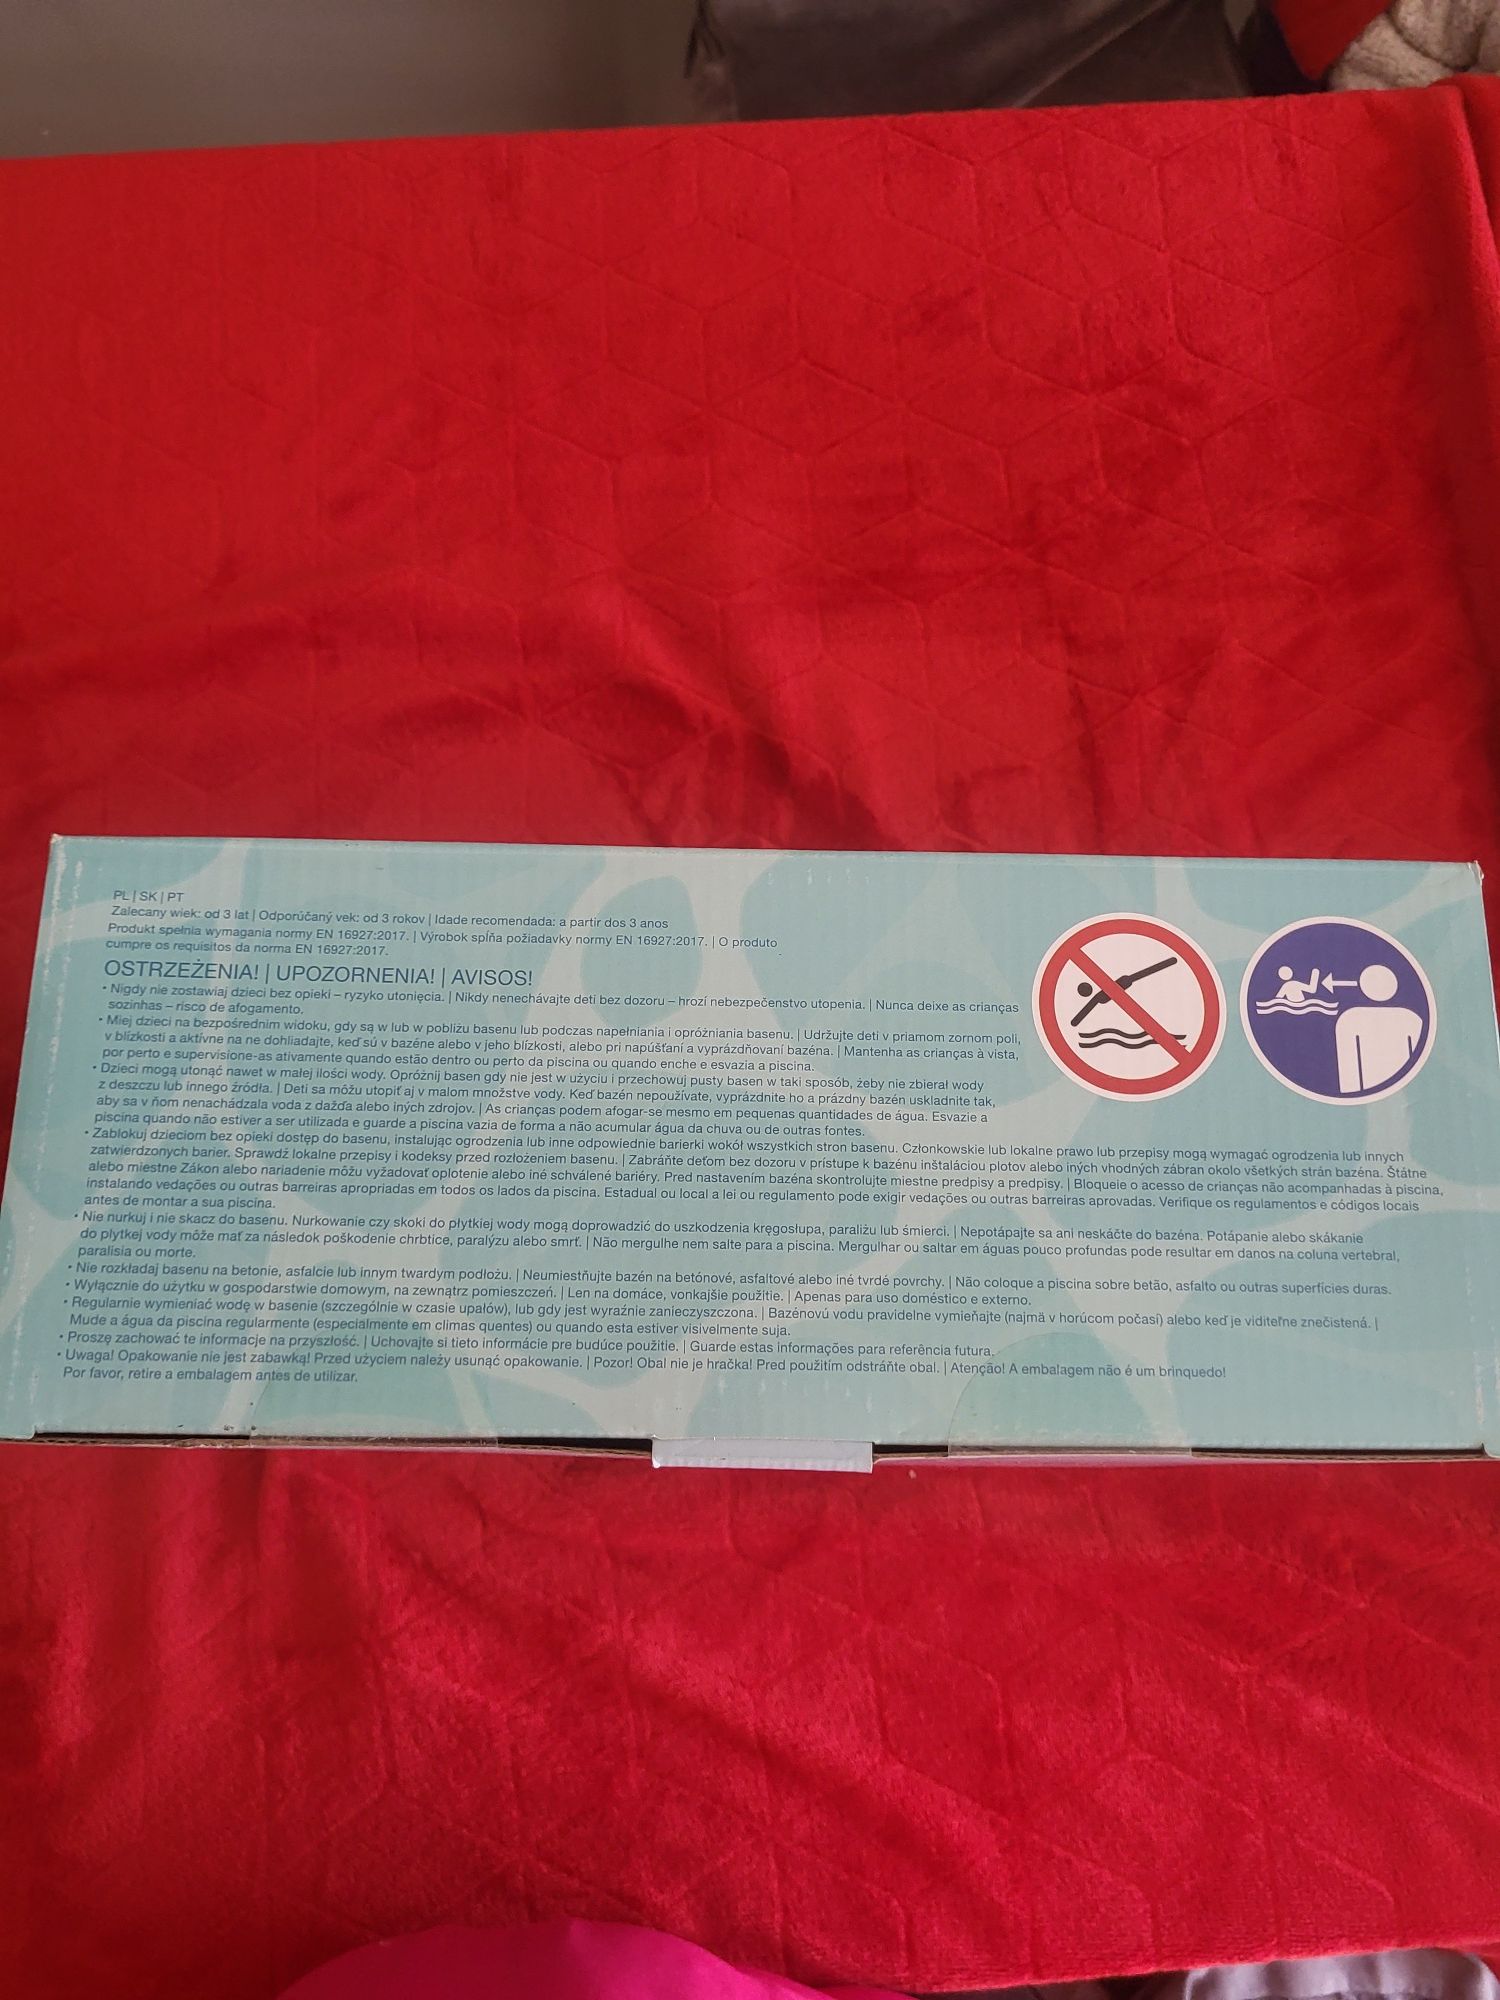 PL | SK | PT
Zalecany wiek: od 3 lat | Odporúčaný vek: od 3 rokov | Idade recomendada: a partir dos 3 anos
Produkt spełnia wymagania normy EN 16927:2017. | Výrobok spĺňa požiadavky normy EN 16927:2017. | O produto
cumpre os requisitos da norma EN 16927:2017.
OSTRZEŻENIA! | UPOZORNENIA! | AVISOS!
• Nigdy nie zostawiaj dzieci bez opieki – ryzyko utonięcia. | Nikdy nenechávajte deti bez dozoru – hrozí nebezpečenstvo utopenia. | Nunca deixe as crianças
sozinhas – risco de afogamento.
• Miej dzieci na bezpośrednim widoku, gdy są w lub w pobliżu basenu lub podczas napełniania i opróżniania basenu. | Udržujte deti v priamom zornom poli,
v blízkosti a aktívne na ne dohliadajte, keď sú v bazéne alebo v jeho blízkosti, alebo pri napúšťaní a vyprázdňovaní bazéna. | Mantenha as crianças à vista,
por perto e supervisione-as ativamente quando estão dentro ou perto da piscina ou quando enche e esvazia a piscina.
• Dzieci mogą utonąć nawet w małej ilości wody. Opróżnij basen gdy nie jest w użyciu i przechowuj pusty basen w taki sposób, żeby nie zbierał wody
z deszczu lub innego źródła. | Deti sa môžu utopiť aj v malom množstve vody. Keď bazén nepoužívate, vyprázdnite ho a prázdny bazén uskladnite tak,
aby sa v ňom nenachádzala voda z dažďa alebo iných zdrojov. | As crianças podem afogar-se mesmo em pequenas quantidades de água. Esvazie a
piscina quando não estiver a ser utilizada e guarde a piscina vazia de forma a não acumular água da chuva ou de outras fontes.
• Zablokuj dzieciom bez opieki dostęp do basenu, instalując ogrodzenia lub inne odpowiednie barierki wokół wszystkich stron basenu. Członkowskie lub lokalne prawo lub przepisy mogą wymagać ogrodzenia lub innych
zatwierdzonych barier. Sprawdź lokalne przepisy i kodeksy przed rozłożeniem basenu. | Zabráňte deťom bez dozoru v prístupe k bazénu inštaláciou plotov alebo iných vhodných zábran okolo všetkých strán bazéna. Štátne
alebo miestne Zákon alebo nariadenie môžu vyžadovať oplotenie alebo iné schválené bariéry. Pred nastavením bazéna skontrolujte miestne predpisy a predpisy. | Bloqueie o acesso de crianças não acompanhadas à piscina,
instalando vedações ou outras barreiras apropriadas em todos os lados da piscina. Estadual ou local a lei ou regulamento pode exigir vedações ou outras barreiras aprovadas. Verifique os regulamentos e códigos locais
antes de montar a sua piscina.
• Nie nurkuj i nie skacz do basenu. Nurkowanie czy skoki do płytkiej wody mogą doprowadzić do uszkodzenia kręgosłupa, paraliżu lub śmierci. | Nepotápajte sa ani neskáčte do bazéna. Potápanie alebo skákanie
do plytkej vody môže mať za následok poškodenie chrbtice, paralýzu alebo smrť. | Não mergulhe nem salte para a piscina. Mergulhar ou saltar em águas pouco profundas pode resultar em danos na coluna vertebral,
paralisia ou morte.
• Nie rozkładaj basenu na betonie, asfalcie lub innym twardym podłożu. | Neumiestňujte bazén na betónové, asfaltové alebo iné tvrdé povrchy. | Não coloque a piscina sobre betão, asfalto ou outras superfícies duras.
• Wyłącznie do użytku w gospodarstwie domowym, na zewnątrz pomieszczeń. | Len na domáce, vonkajšie použitie. | Apenas para uso doméstico e externo.
• Regularnie wymieniać wodę w basenie (szczególnie w czasie upałów), lub gdy jest wyraźnie zanieczyszczona. | Bazénovú vodu pravidelne vymieňajte (najmä v horúcom počasí) alebo keď je viditeľne znečistená. |
Mude a água da piscina regularmente (especialmente em climas quentes) ou quando esta estiver visivelmente suja.
• Proszę zachować te informacje na przyszłość. | Uchovajte si tieto informácie pre budúce použitie. | Guarde estas informações para referência futura.
• Uwaga! Opakowanie nie jest zabawką! Przed użyciem należy usunąć opakowanie. | Pozor! Obal nie je hračka! Pred použitím odstráňte obal. | Atenção! A embalagem não é um brinquedo!
Por favor, retire a embalagem antes de utilizar.